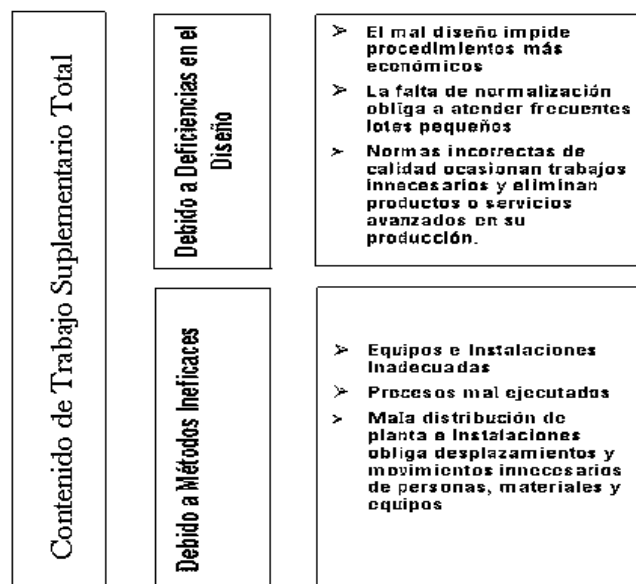 Contenido de Trabajo Suplementario Total
Debido a Deficiencias en el
Diseño
➢ El mal diseño impide
procedimientos más
económicos
➢ La falta de normalización
obliga a atender frecuentes
lotes pequeños
➢ Normas incorrectas de
calidad ocasionan trabajos
innecesarios y eliminan
productos o servicios
avanzados en su
producción.
Debido a Métodos Ineficaces
➢ Equipos e Instalaciones
Inadecuadas
➢ Procesos mal ejecutados
➢ Mala distribución de
planta e Instalaciones
obliga desplazamientos y
movimientos innecesarios
de personas, materiales y
equipos